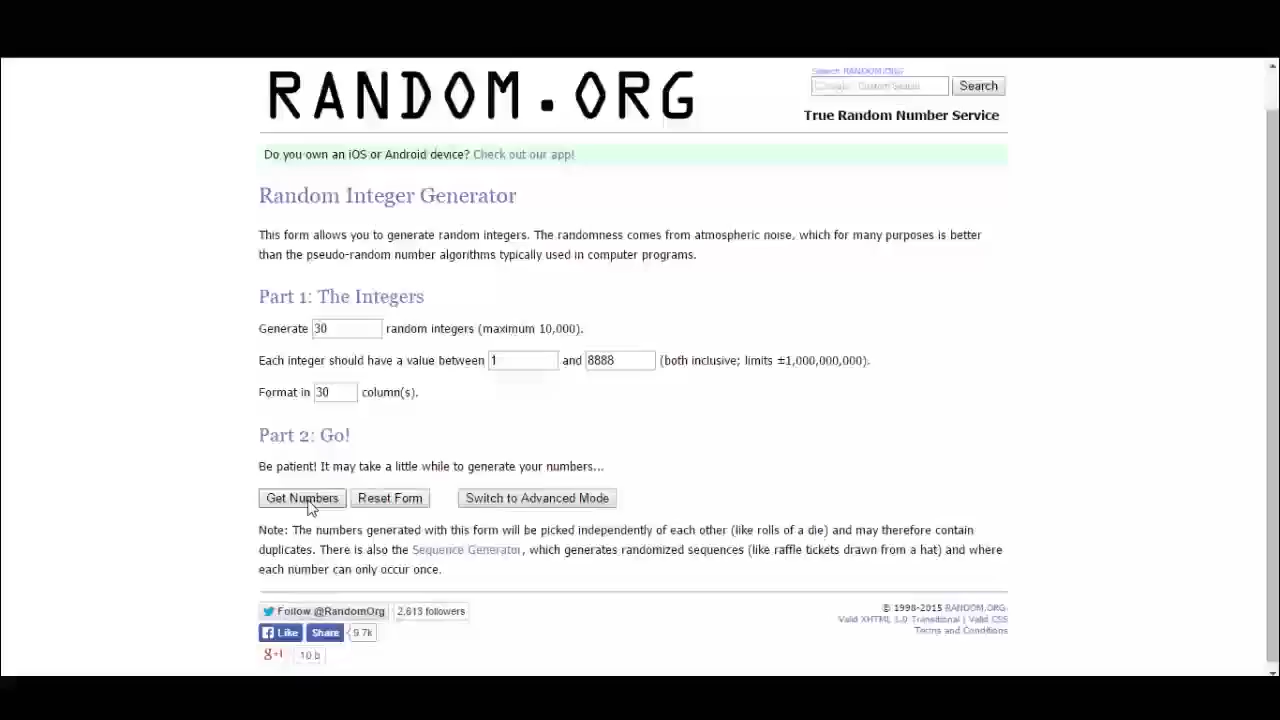 RANDOM.ORG
Search RANDOM.ORG
Google Custom Search
Search
True Random Number Service
Do you own an iOS or Android device? Check out our app!
Random Integer Generator
This form allows you to generate random integers. The randomness comes from atmospheric noise, which for many purposes is better
than the pseudo-random number algorithms typically used in computer programs.
Part 1: The Integers
Generate 30 random integers (maximum 10,000).
Each integer should have a value between 1 and 8888 (both inclusive; limits ±1,000,000,000).
Format in 30 column(s).
Part 2: Go!
Be patient! It may take a little while to generate your numbers...
Get Numbers Reset Form Switch to Advanced Mode
Note: The numbers generated with this form will be picked independently of each other (like rolls of a die) and may therefore contain
duplicates. There is also the Sequence Generator, which generates randomized sequences (like raffle tickets drawn from a hat) and where
each number can only occur once.
Follow @RandomOrg 2,613 followers
Like Share 9.7k
g+1 10 b
© 1998-2015 RANDOM.ORG
Valid XHTML 1.0 Transitional | Valid CSS
Terms and Conditions